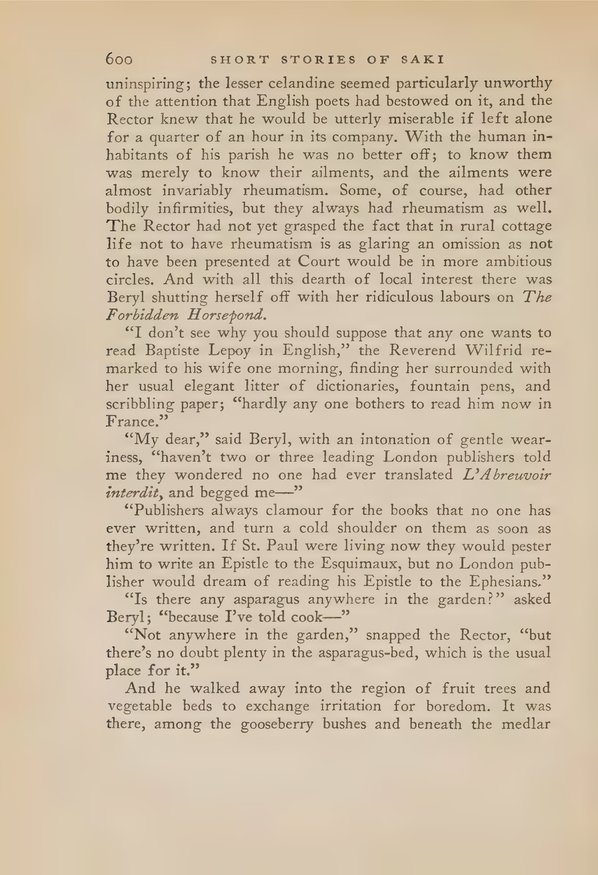 600 SHORT STORIES OF SAKI
uninspiring; the lesser celandine seemed particularly unworthy
of the attention that English poets had bestowed on it, and the
Rector knew that he would be utterly miserable if left alone
for a quarter of an hour in its company. With the human in-
habitants of his parish he was no better off; to know them
was merely to know their ailments, and the ailments were
almost invariably rheumatism. Some, of course, had other
bodily infirmities, but they always had rheumatism as well.
The Rector had not yet grasped the fact that in rural cottage
life not to have rheumatism is as glaring an omission as not
to have been presented at Court would be in more ambitious
circles. And with all this dearth of local interest there was
Beryl shutting herself off with her ridiculous labours on The
Forbidden Horsepond.
“I don’t see why you should suppose that any one wants to
read Baptiste Lepoy in English,” the Reverend Wilfrid re-
marked to his wife one morning, finding her surrounded with
her usual elegant litter of dictionaries, fountain pens, and
scribbling paper; “hardly any one bothers to read him now in
France.”
“My dear,” said Beryl, with an intonation of gentle wear-
iness, “haven’t two or three leading London publishers told
me they wondered no one had ever translated L’Abreuvoir
interdit, and begged me—”
“Publishers always clamour for the books that no one has
ever written, and turn a cold shoulder on them as soon as
they’re written. If St. Paul were living now they would pester
him to write an Epistle to the Esquimaux, but no London pub-
lisher would dream of reading his Epistle to the Ephesians.”
“Is there any asparagus anywhere in the garden?” asked
Beryl; “because I’ve told cook—”
“Not anywhere in the garden,” snapped the Rector, “but
there’s no doubt plenty in the asparagus-bed, which is the usual
place for it.”
And he walked away into the region of fruit trees and
vegetable beds to exchange irritation for boredom. It was
there, among the gooseberry bushes and beneath the medlar